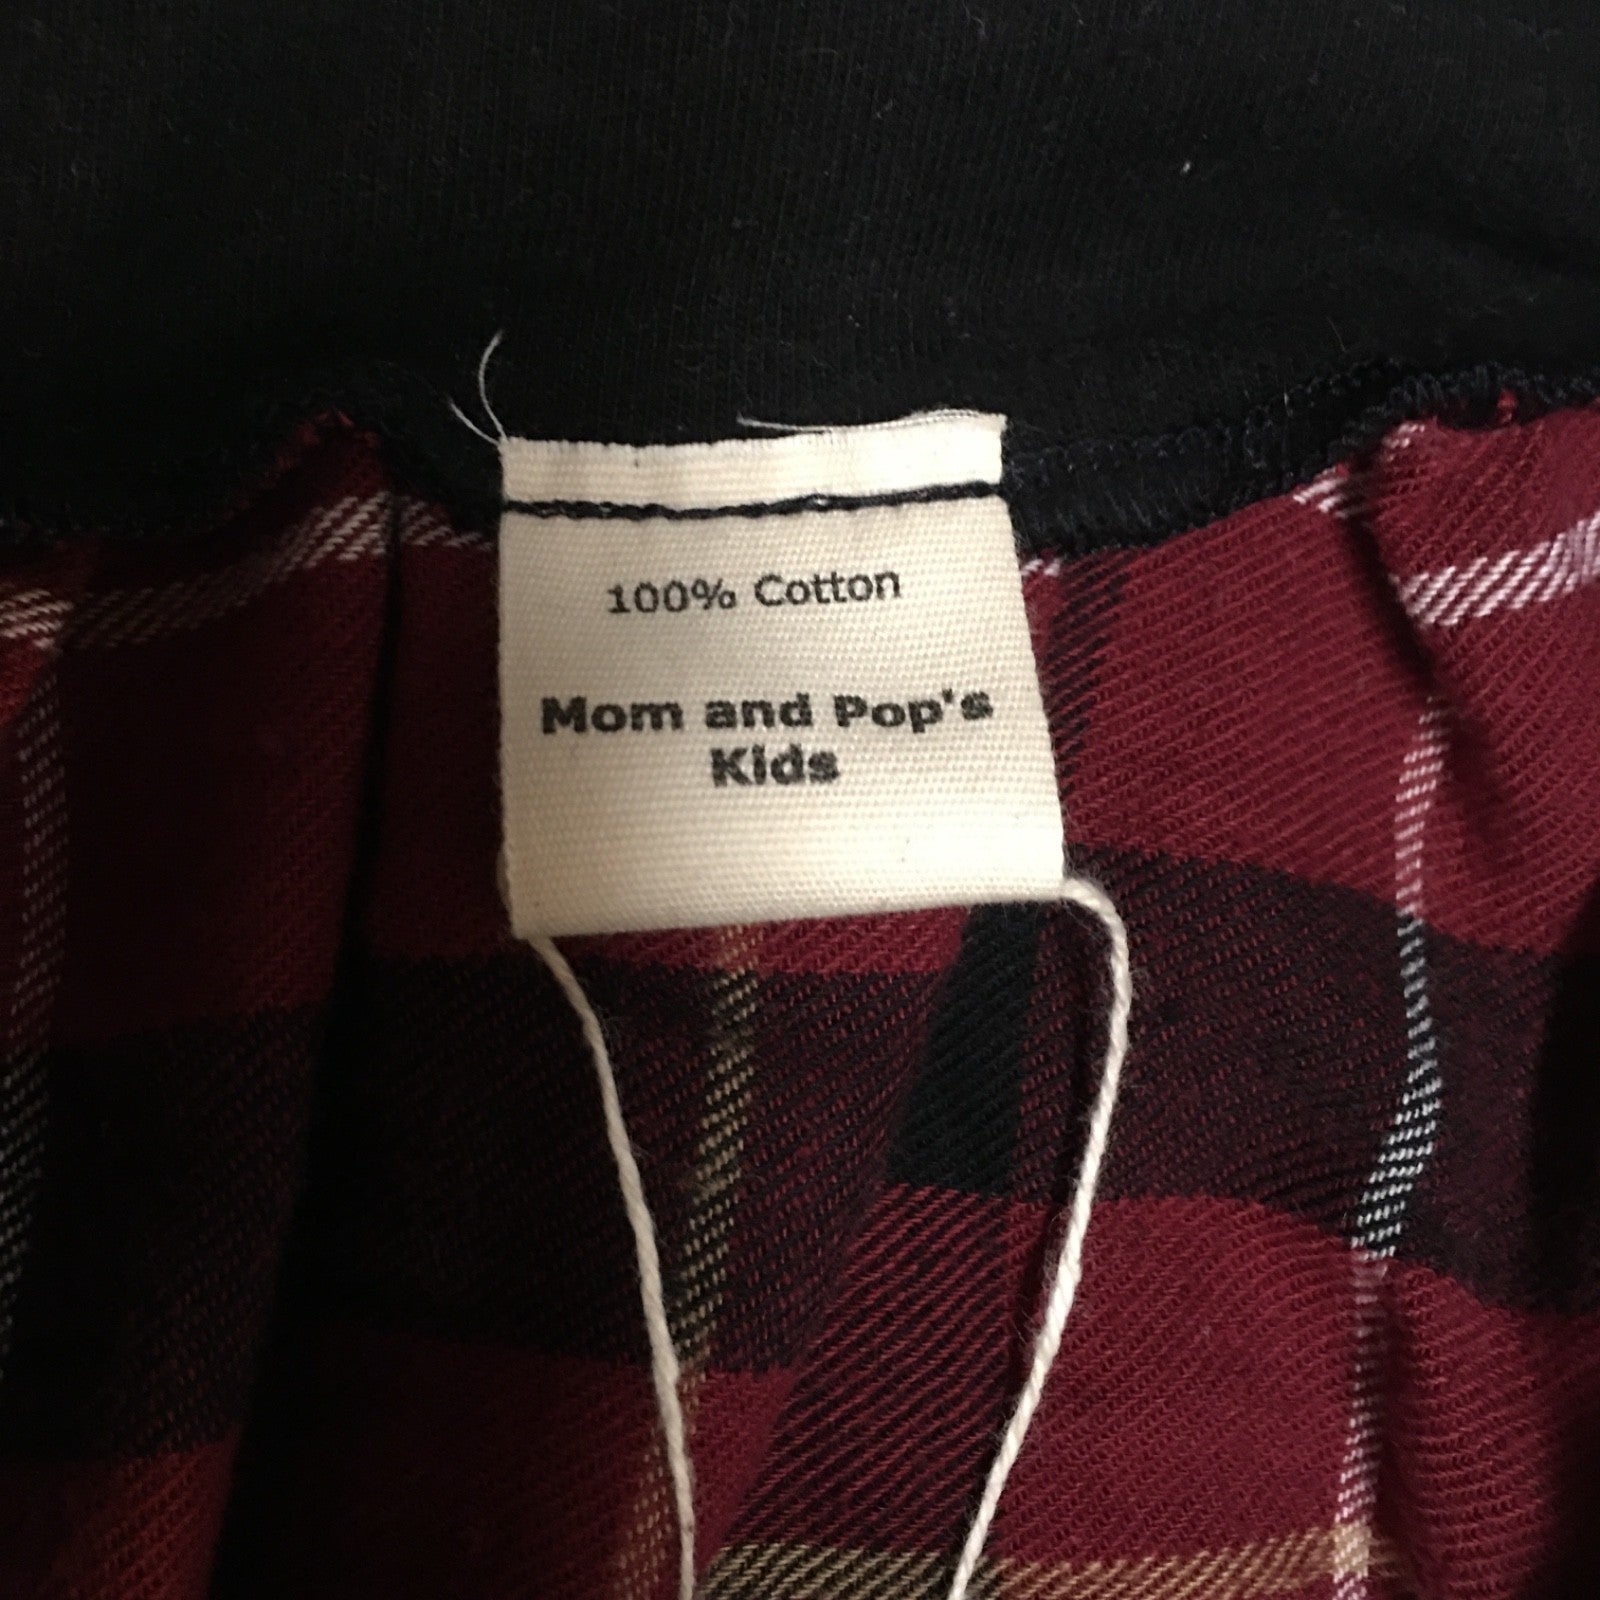 100% Cotton
Mom and Pop's
Kids